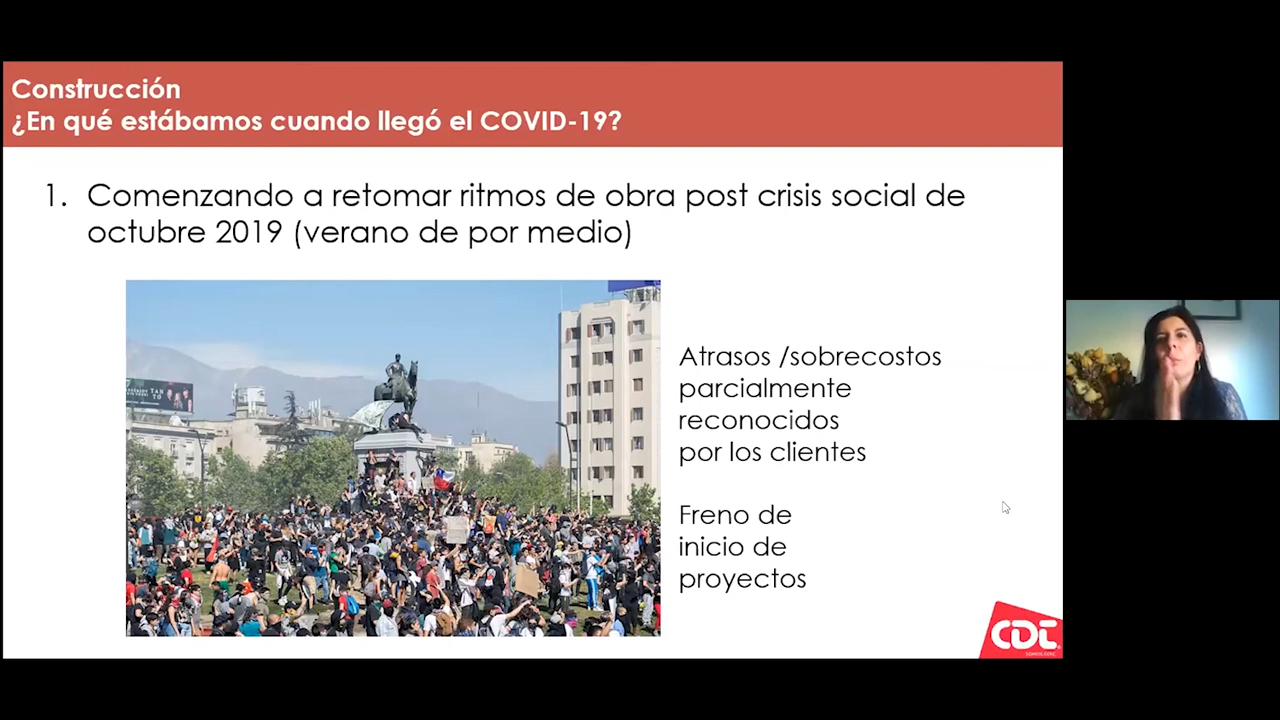 Construcción
¿En qué estábamos cuando llegó el COVID-19?
1. Comenzando a retomar ritmos de obra post crisis social de
octubre 2019 (verano de por medio)
Atrasos /sobrecostos
parcialmente
reconocidos
por los clientes
Freno de
inicio de
proyectos
CDT